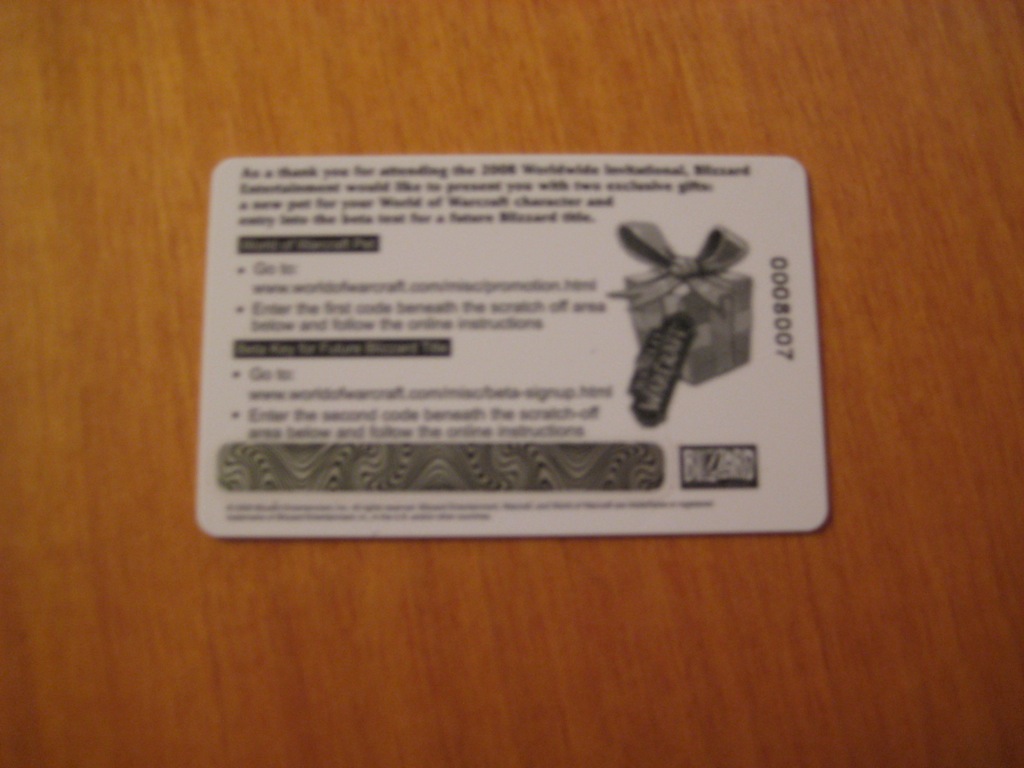 As a thank you for attending the 2008 Worldwide Invitational, Blizzard
Entertainment would like to present you with two exclusive gifts:
a new pet for your World of Warcraft character and
entry into the beta test for a future Blizzard title.
World of Warcraft Pet
• Go to:
www.worldofwarcraft.com/misc/promotion.html
• Enter the first code beneath the scratch off area
below and follow the online instructions
Beta Key for Future Blizzard Title
• Go to:
www.worldofwarcraft.com/misc/beta-signup.html
• Enter the second code beneath the scratch-off
area below and follow the online instructions
WARCRAFT
0008007
BLIZZARD